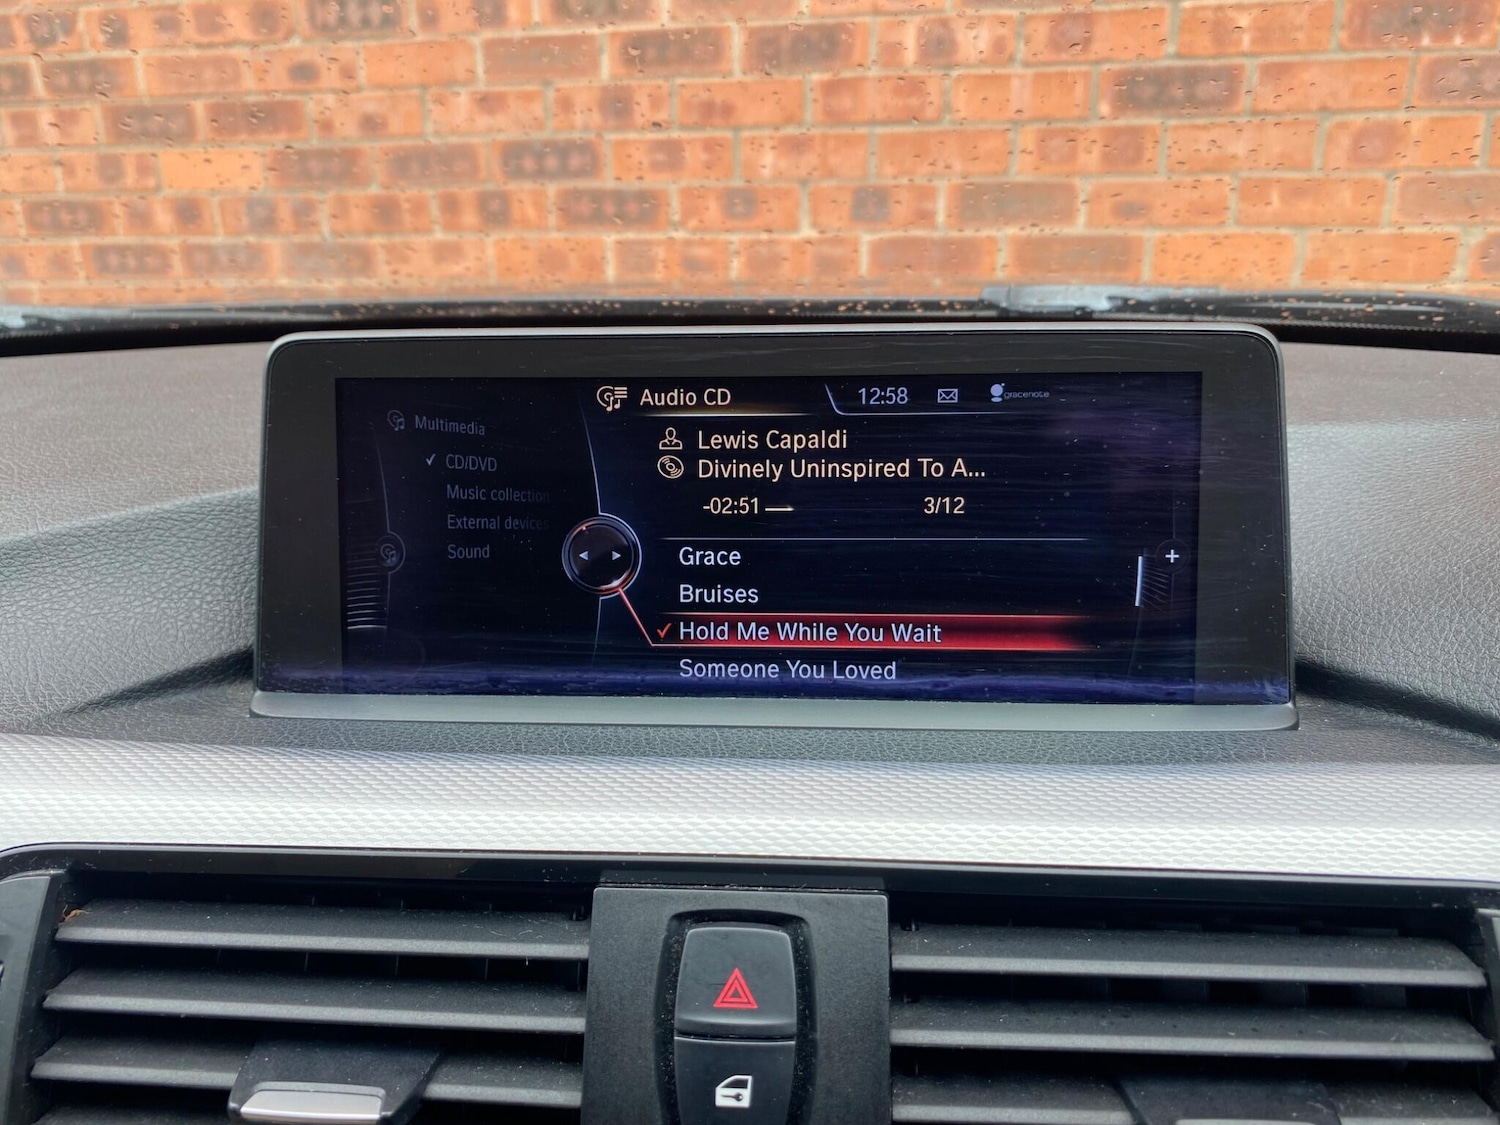 Audio CD
12:58
gracenote
Multimedia
✓ CD/DVD
Music collection
External devices
Sound
Lewis Capaldi
Divinely Uninspired To A...
-02:51
3/12
Grace
Bruises
✓ Hold Me While You Wait
Someone You Loved
+